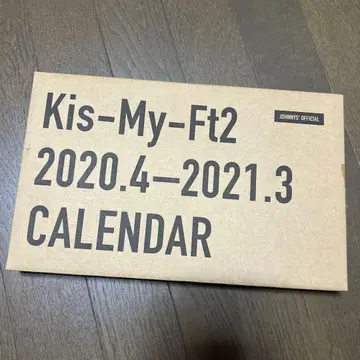 Kis-My-Ft2
JOHNNYS' OFFICIAL
2020.4—2021.3
CALENDAR